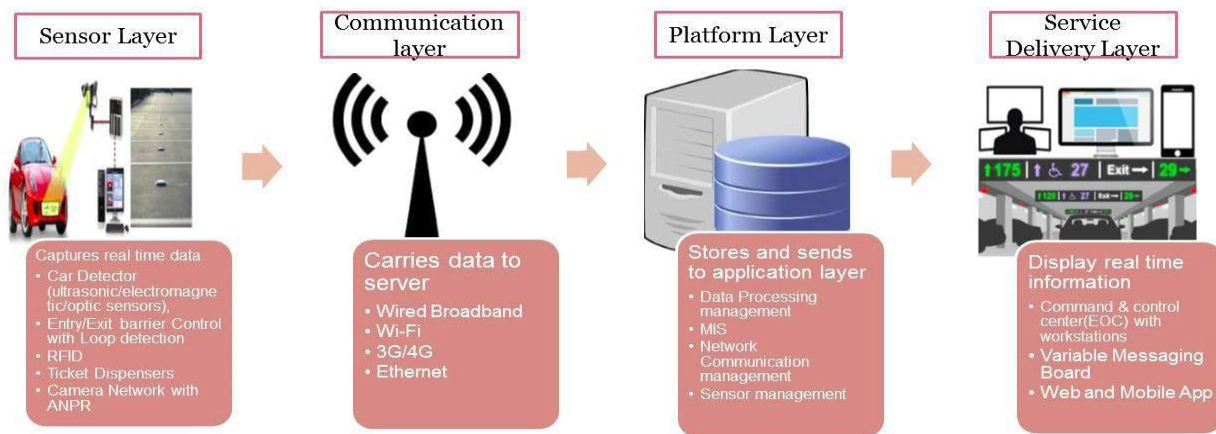 Sensor Layer
Communication
layer
Platform Layer
Service
Delivery Layer
↑175 | ↑ ♿ 27 | Exit→ | 29→
Captures real time data
• Car Detector
(ultrasonic/electromagne
tic/optic sensors),
• Entry/Exit barrier Control
with Loop detection
• RFID
• Ticket Dispensers
• Camera Network with
ANPR
Carries data to
server
• Wired Broadband
• Wi-Fi
• 3G/4G
• Ethernet
Stores and sends
to application layer
• Data Processing
management
• MIS
• Network
Communication
management
• Sensor management
Display real time
information
• Command & control
center(EOC) with
workstations
• Variable Messaging
Board
• Web and Mobile App